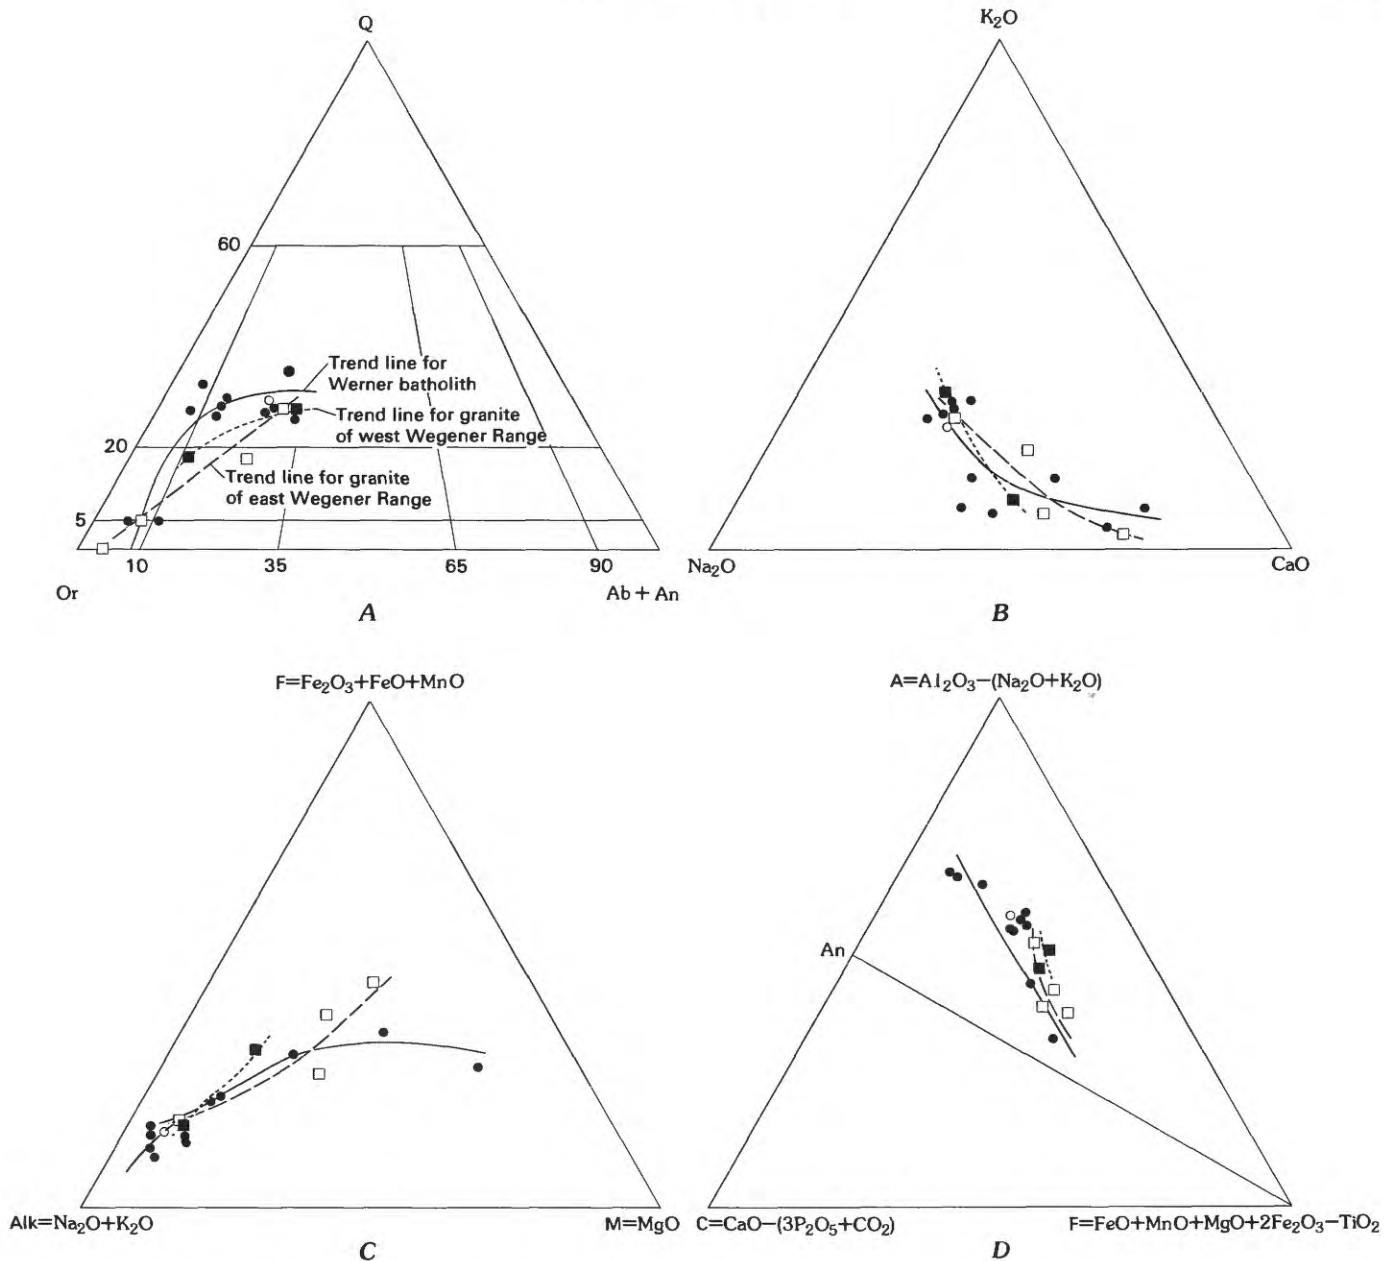 Q
60
Trend line for
Werner batholith
20
Trend line for granite
of west Wegener Range
Trend line for granite
of east Wegener Range
5
10 35 65 90
Or Ab + An
A
K₂O
Na₂O CaO
B
F=Fe₂O₃+FeO+MnO
Alk=Na₂O+K₂O M=MgO
C
A=Al₂O₃−(Na₂O+K₂O)
An
C=CaO−(3P₂O₅+CO₂) F=FeO+MnO+MgO+2Fe₂O₃−TiO₂
D